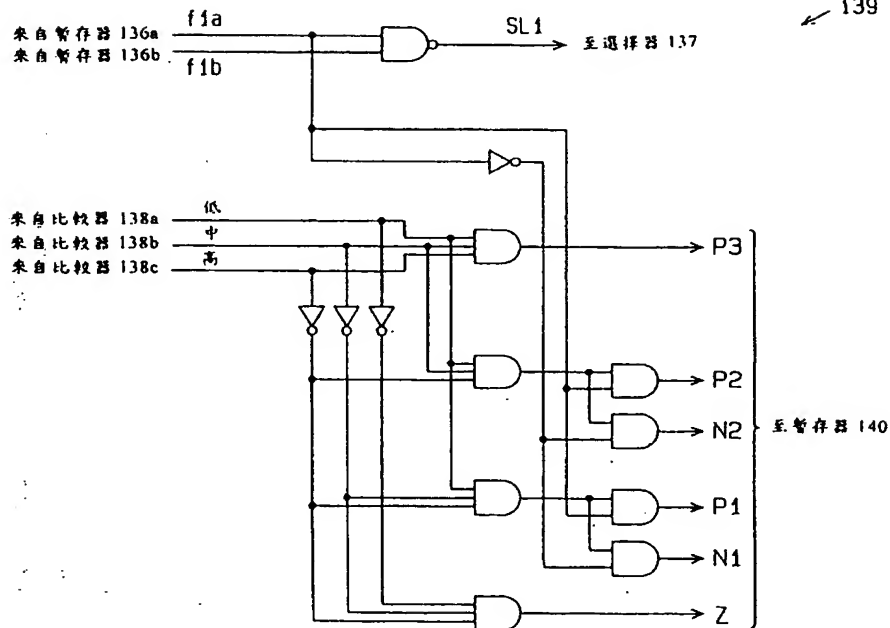 139
f1a
來自暫存器 136a
來自暫存器 136b
f1b
SL1
至選擇器 137
來自比較器 138a
低
來自比較器 138b
中
來自比較器 138c
高
P3
P2
N2
至暫存器 140
P1
N1
Z